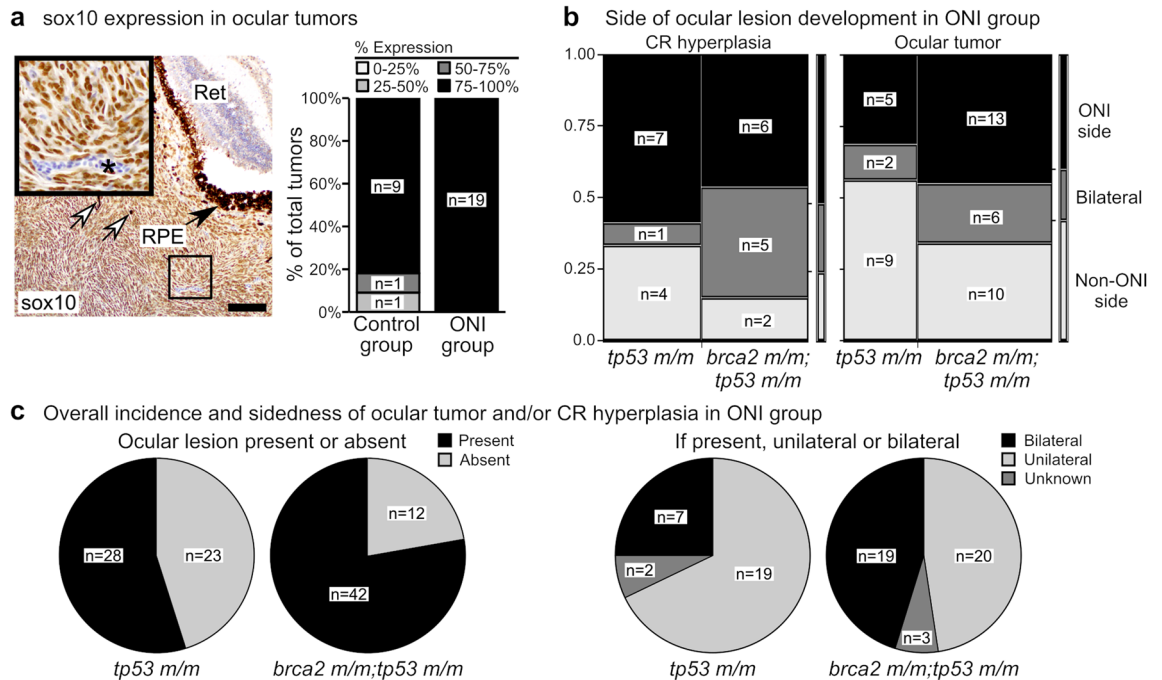 a sox10 expression in ocular tumors
Ret
*
RPE
sox10
% Expression
0-25%
50-75%
25-50%
75-100%
% of total tumors
100%
80%
60%
40%
20%
0%
n=9
n=1
n=1
n=19
Control
group
ONI
group
b Side of ocular lesion development in ONI group
CR hyperplasia
Ocular tumor
1.00
0.75
0.5
0.25
0.0
n=7
n=1
n=4
n=6
n=5
n=2
n=5
n=2
n=9
n=13
n=6
n=10
ONI
side
Bilateral
Non-ONI
side
tp53 m/m
brca2 m/m;
tp53 m/m
tp53 m/m
brca2 m/m;
tp53 m/m
c Overall incidence and sidedness of ocular tumor and/or CR hyperplasia in ONI group
Ocular lesion present or absent
Present
Absent
n=28
n=23
n=12
n=42
tp53 m/m
brca2 m/m;tp53 m/m
If present, unilateral or bilateral
Bilateral
Unilateral
Unknown
n=7
n=2
n=19
n=19
n=20
n=3
tp53 m/m
brca2 m/m;tp53 m/m